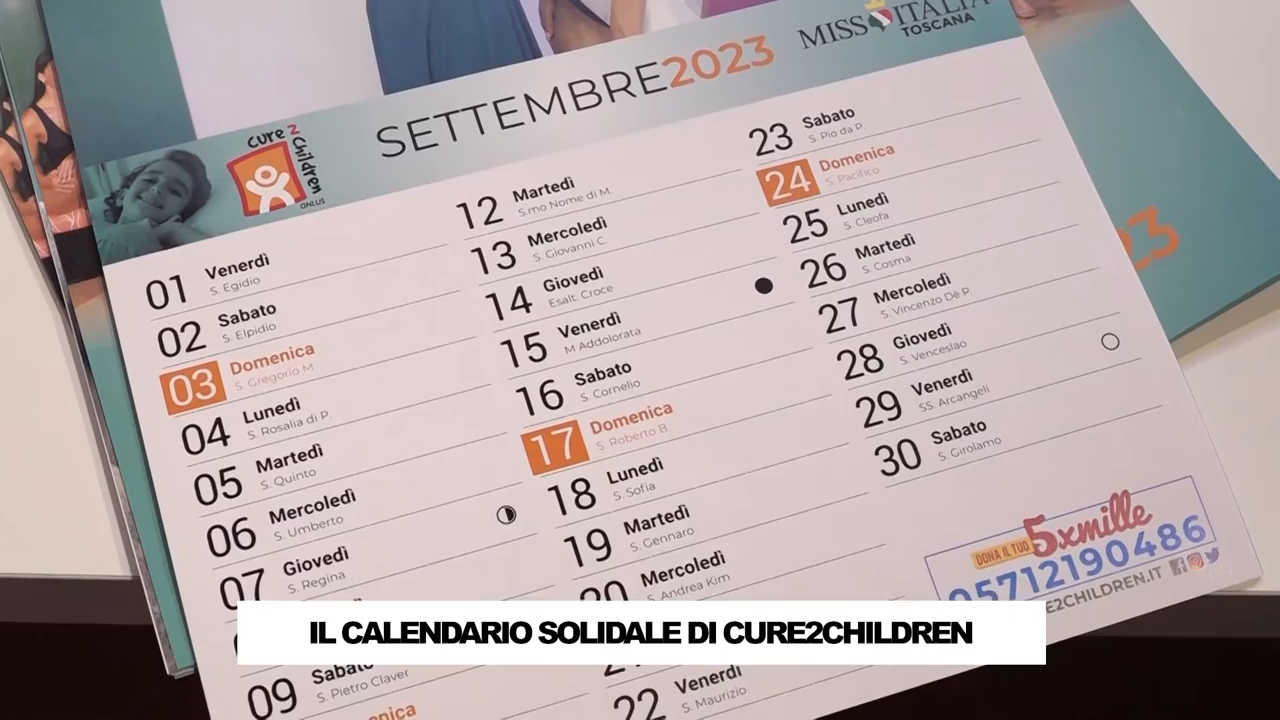 MISS ITALIA
TOSCANA
SETTEMBRE2023
cure 2
children
ONLUS
01 Venerdì
S. Egidio
02 Sabato
S. Elpidio
03 Domenica
S. Gregorio M
04 Lunedì
S. Rosalia di P.
05 Martedì
S. Quinto
06 Mercoledì
S. Umberto
07 Giovedì
S. Regina
09 Sabato
S. Pietro Claver
12 Martedì
S.mo Nome di M.
13 Mercoledì
S. Giovanni C.
14 Giovedì
Esalt. Croce
15 Venerdì
M Addolorata
16 Sabato
S. Cornelio
17 Domenica
S. Roberto B
18 Lunedì
S. Sofia
19 Martedì
S. Gennaro
20 Mercoledì
S. Andrea Kim
22 Venerdì
S. Maurizio
23 Sabato
S. Pio da P.
24 Domenica
S. Pacifico
25 Lunedì
S. Cleofa
26 Martedì
S. Cosma
27 Mercoledì
S. Vincenzo Dè P.
28 Giovedì
S. Venceslao
29 Venerdì
SS. Arcangeli
30 Sabato
S. Girolamo
23
DONA IL TUO 5xmille
05712190486
E2CHILDREN.IT
IL CALENDARIO SOLIDALE DI CURE2CHILDREN